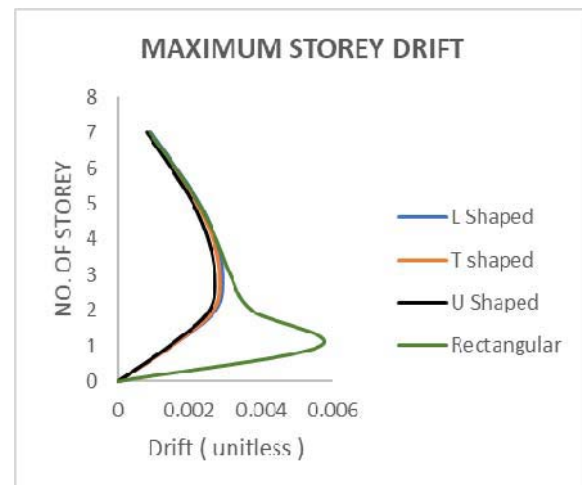 MAXIMUM STOREY DRIFT
8
7
6
5
4
3
2
1
0
NO. OF STOREY
0 0.002 0.004 0.006
Drift ( unitless )
L Shaped
T shaped
U Shaped
Rectangular